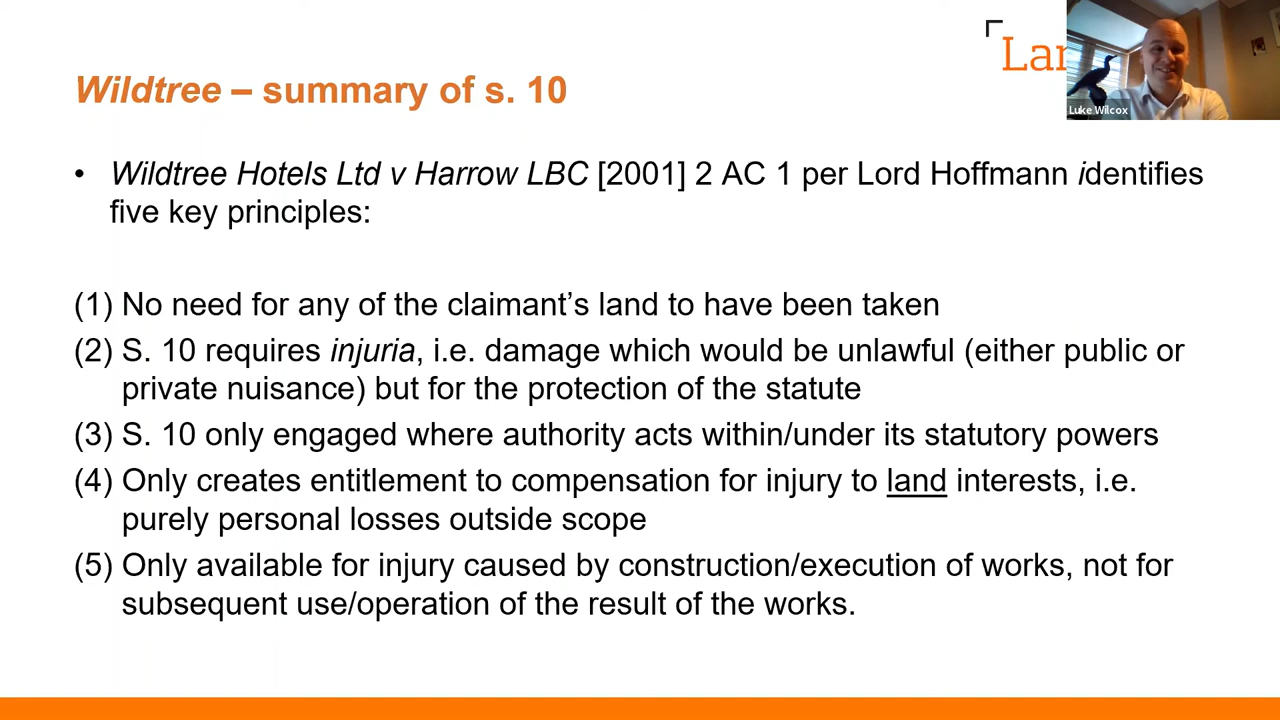 Lan
Luke Wilcox
Wildtree – summary of s. 10
• Wildtree Hotels Ltd v Harrow LBC [2001] 2 AC 1 per Lord Hoffmann identifies
five key principles:
(1) No need for any of the claimant’s land to have been taken
(2) S. 10 requires injuria, i.e. damage which would be unlawful (either public or
private nuisance) but for the protection of the statute
(3) S. 10 only engaged where authority acts within/under its statutory powers
(4) Only creates entitlement to compensation for injury to land interests, i.e.
purely personal losses outside scope
(5) Only available for injury caused by construction/execution of works, not for
subsequent use/operation of the result of the works.